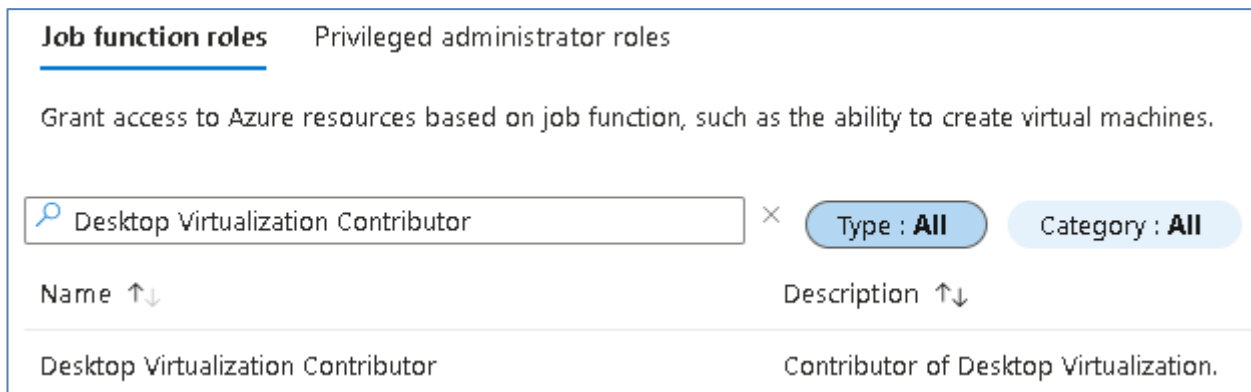 Job function roles Privileged administrator roles
Grant access to Azure resources based on job function, such as the ability to create virtual machines.
Desktop Virtualization Contributor × Type : All Category : All
Name ↑↓ Description ↑↓
Desktop Virtualization Contributor Contributor of Desktop Virtualization.